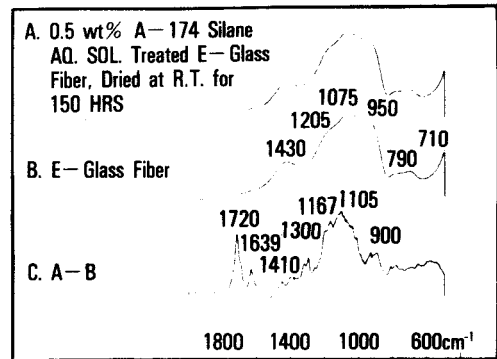 A. 0.5 wt% A-174 Silane
AQ. SOL. Treated E-Glass
Fiber, Dried at R.T. for
150 HRS
1075
950
1205
710
1430
790
B. E-Glass Fiber
1167
1105
1720
1300
1639
900
1410
C. A-B
1800 1400 1000 600cm⁻¹